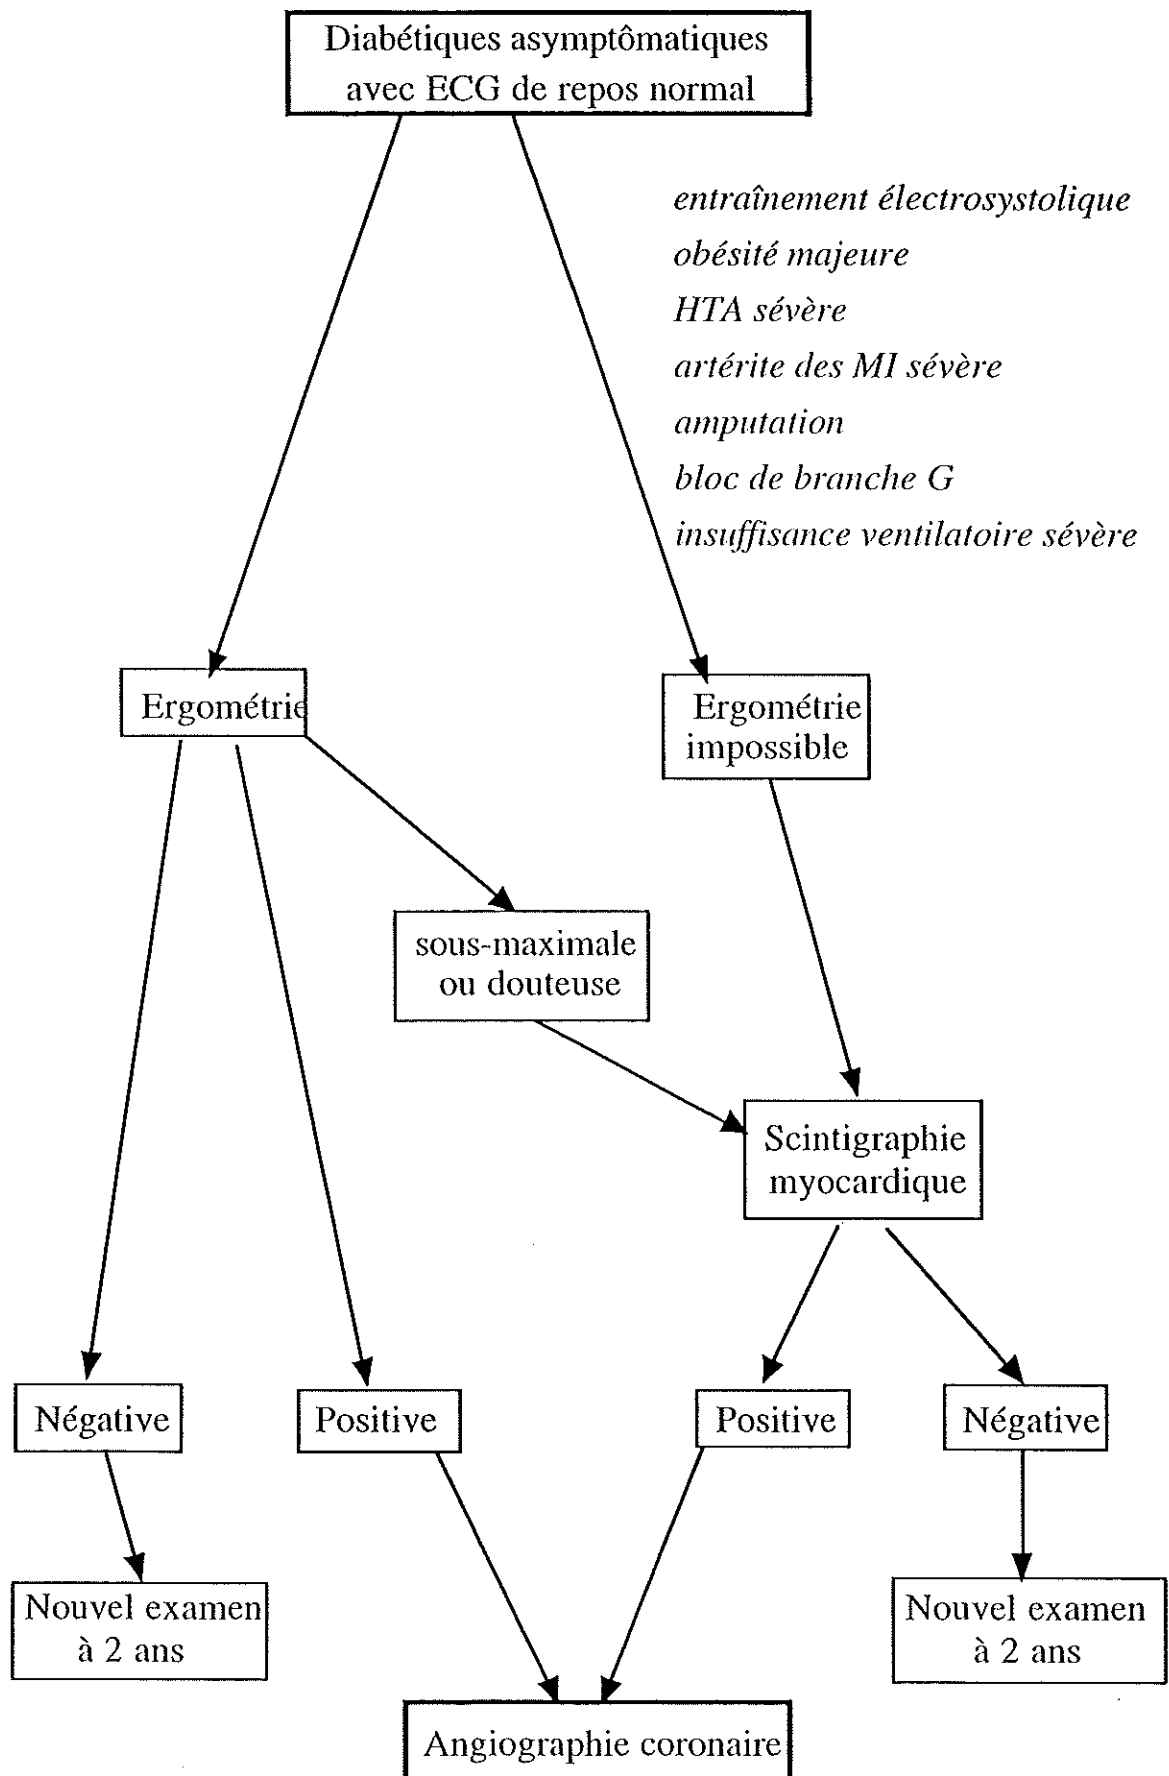 Diabétiques asymptômatiques
avec ECG de repos normal
entraînement électrosystolique
obésité majeure
HTA sévère
artérite des MI sévère
amputation
bloc de branche G
insuffisance ventilatoire sévère
Ergométrie
Ergométrie
impossible
sous-maximale
ou douteuse
Scintigraphie
myocardique
Négative
Positive
Positive
Négative
Nouvel examen
à 2 ans
Nouvel examen
à 2 ans
Angiographie coronaire